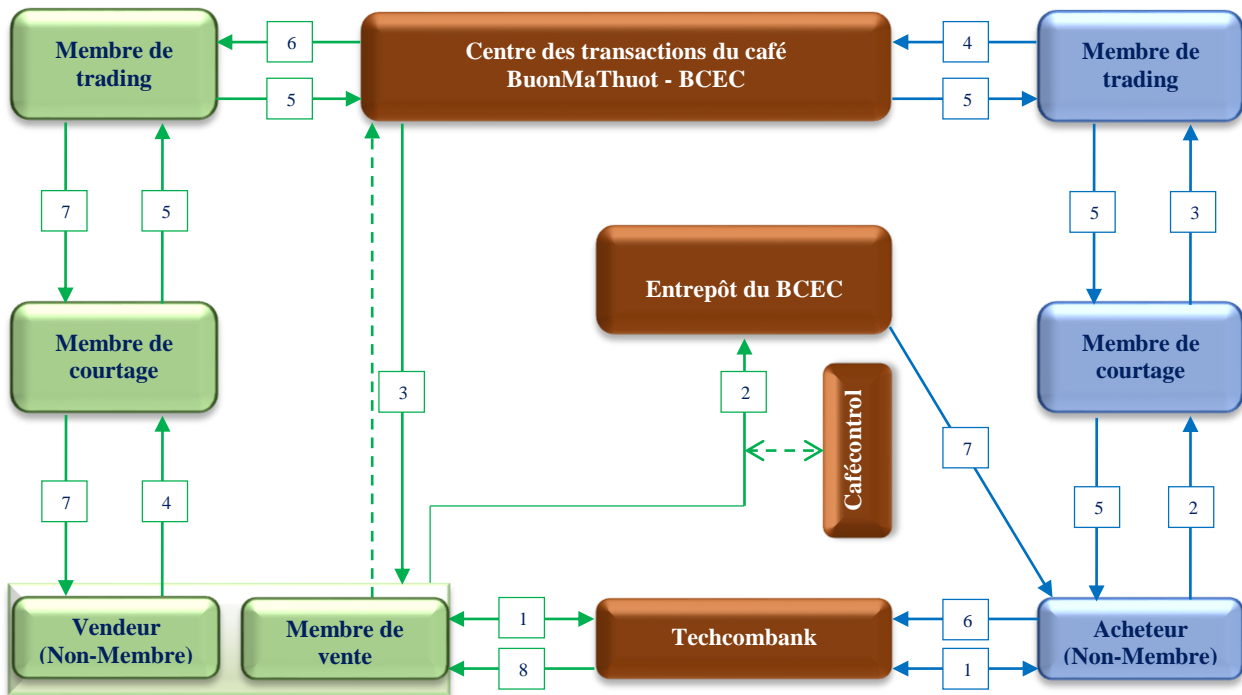 Membre de
trading
6
5
Centre des transactions du café
BuonMaThuot - BCEC
4
5
Membre de
trading
7
5
3
2
5
3
Entrepôt du BCEC
Membre de
courtage
Cafécontrol
Membre de
courtage
7
4
7
5
2
Vendeur
(Non-Membre)
Membre de
vente
1
8
Techcombank
6
1
Acheteur
(Non-Membre)